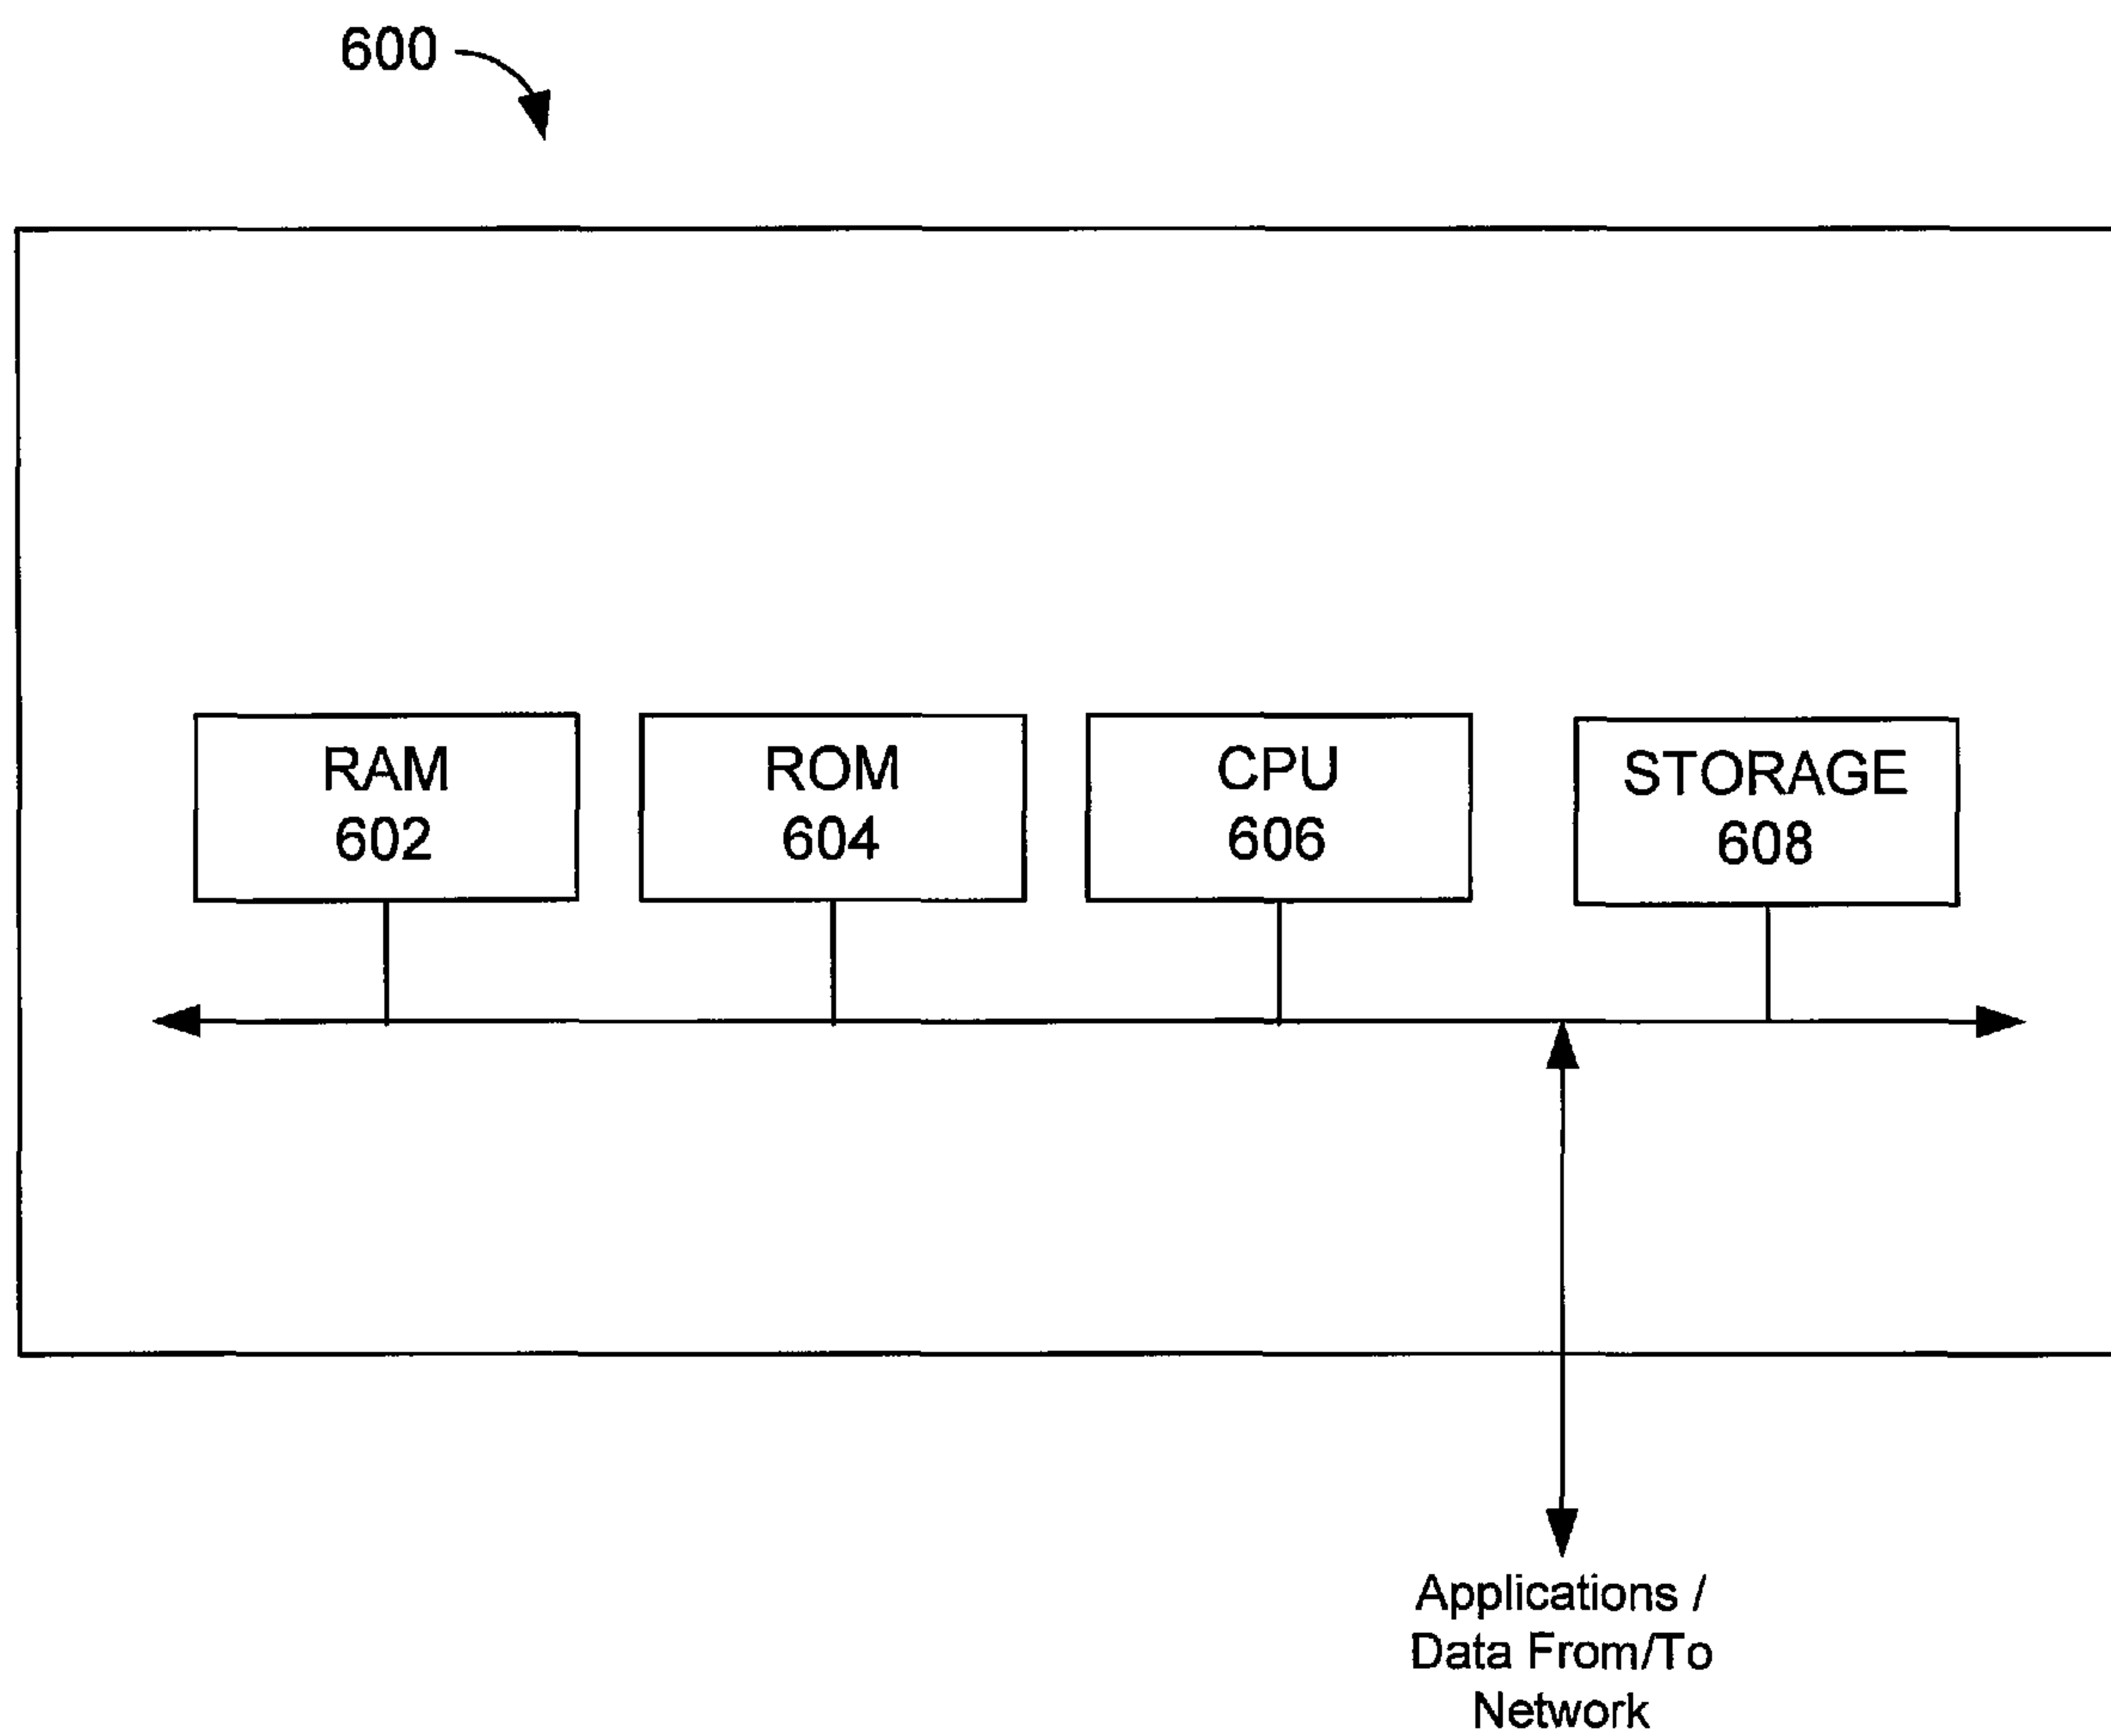 600
RAM
602
ROM
604
CPU
606
STORAGE
608
Applications /
Data From/To
Network